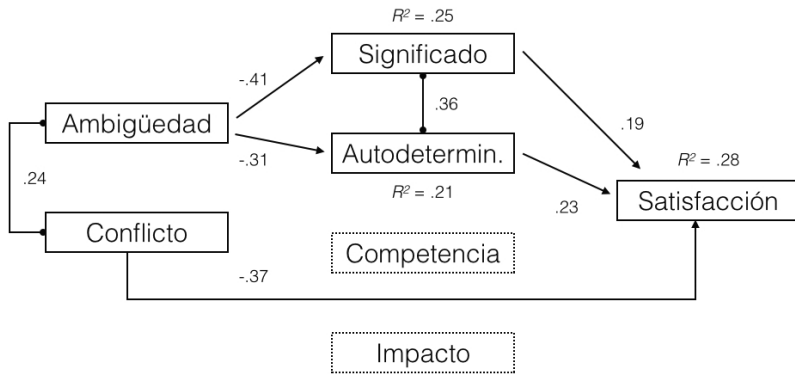 R² = .25
Significado
-.41
.36
Ambigüedad
.19
-.31
Autodetermin.
R² = .28
.24
R² = .21
.23
Satisfacción
Conflicto
Competencia
-.37
Impacto